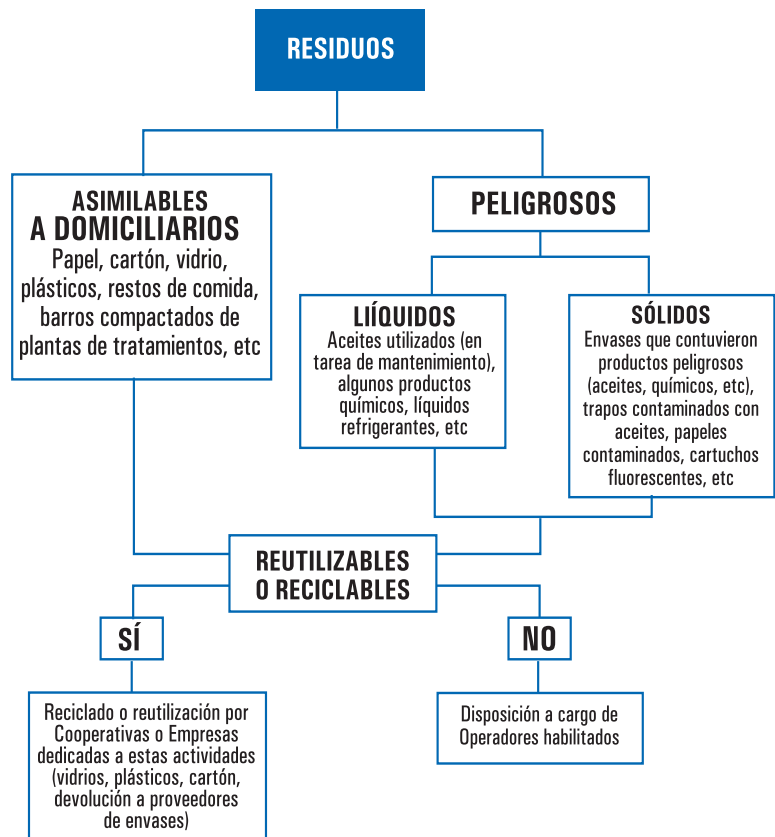 RESIDUOS
ASIMILABLES
A DOMICILIARIOS
Papel, cartón, vidrio,
plásticos, restos de comida,
barros compactados de
plantas de tratamientos, etc
PELIGROSOS
LIÍQUIDOS
Aceites utilizados (en
tarea de mantenimiento),
algunos productos
químicos, líquidos
refrigerantes, etc
SÓLIDOS
Envases que contuvieron
productos peligrosos
(aceites, químicos, etc),
trapos contaminados con
aceites, papeles
contaminados, cartuchos
fluorescentes, etc
REUTILIZABLES
O RECICLABLES
SÍ
Reciclado o reutilización por
Cooperativas o Empresas
dedicadas a estas actividades
(vidrios, plásticos, cartón,
devolución a proveedores
de envases)
NO
Disposición a cargo de
Operadores habilitados